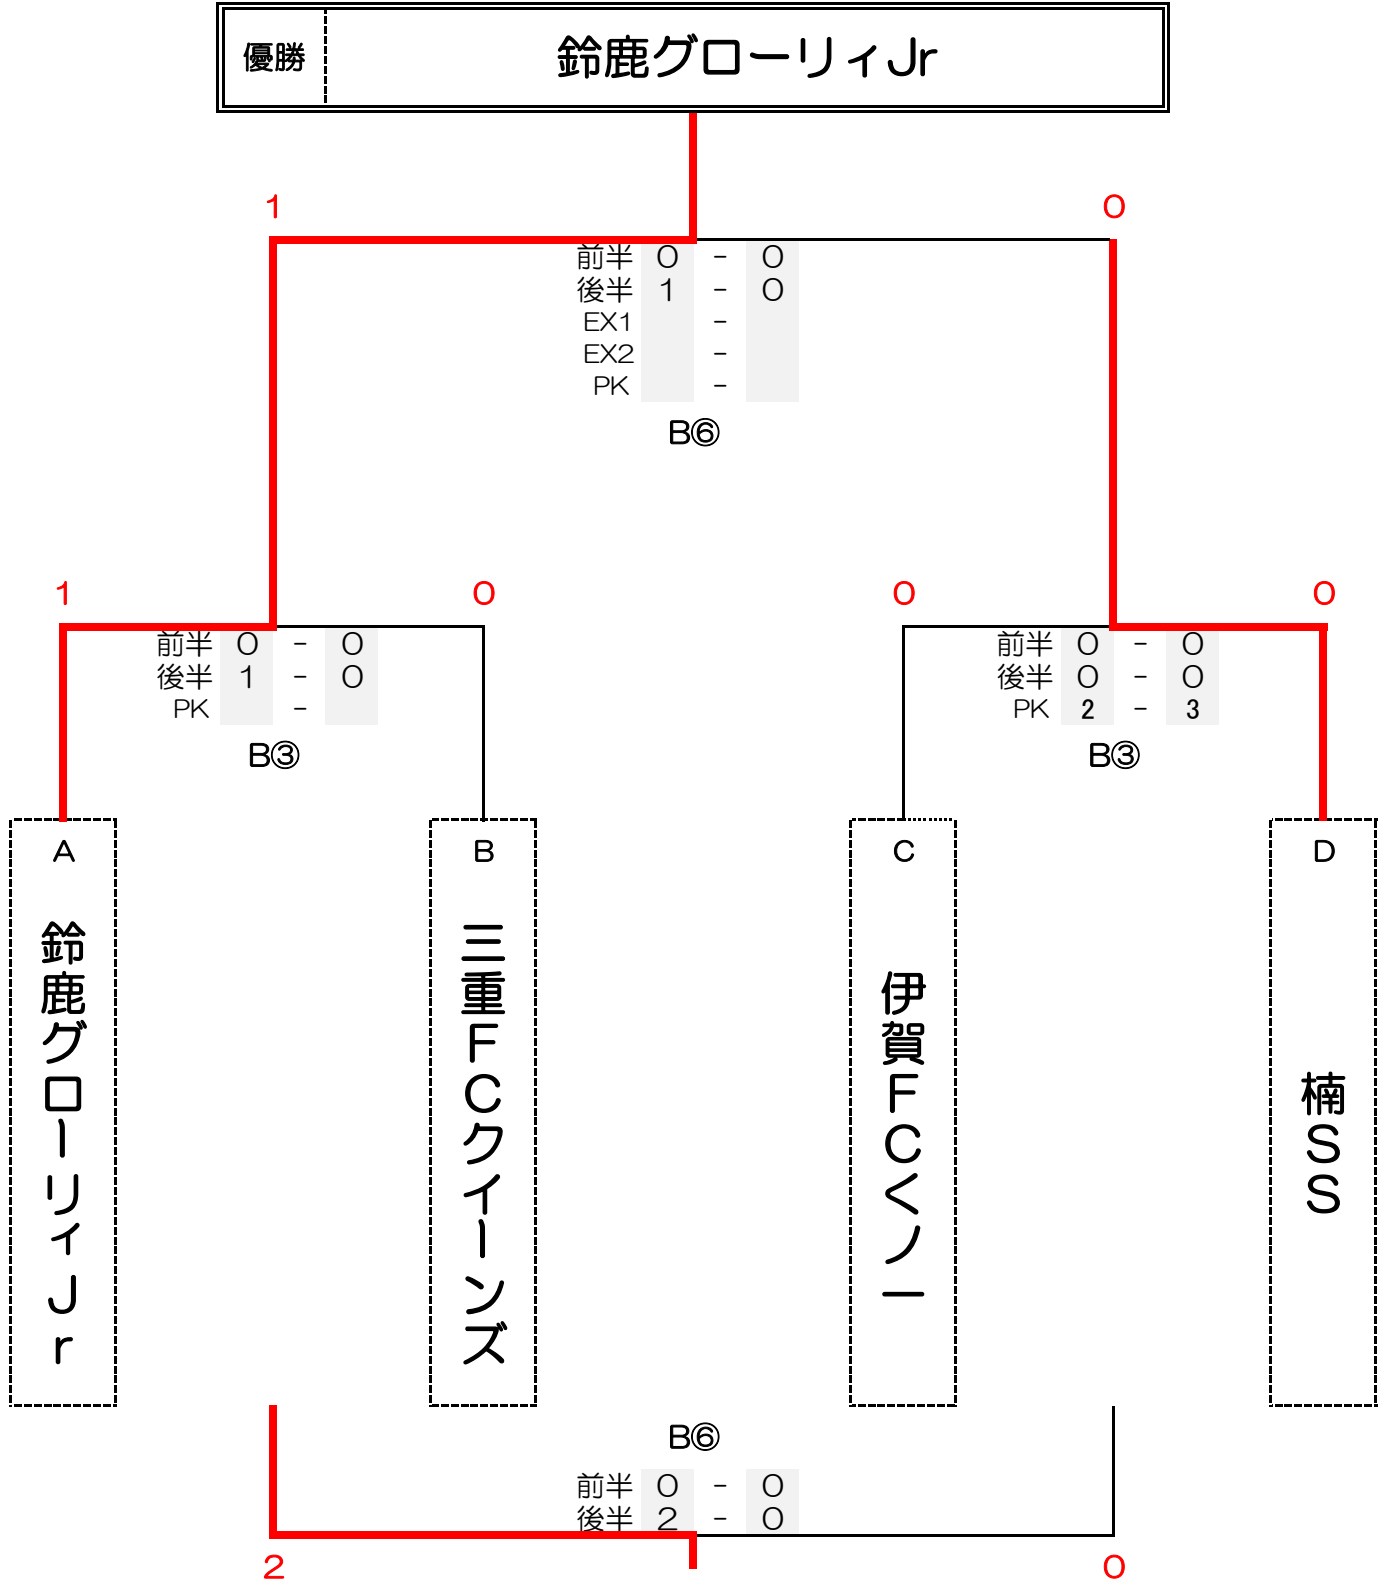 優勝 鈴鹿グローリィJr
1 0
前半 0 - 0
後半 1 - 0
EX1 -
EX2 -
PK -
B⑥
1 0 0 0
前半 0 - 0 前半 0 - 0
後半 1 - 0 後半 0 - 0
PK - PK 2 - 3
B③ B③
A B C D
鈴鹿グローリィJr
三重FCクイーンズ
伊賀FCくノ一
楠SS
B⑥
前半 0 - 0
後半 2 - 0
2 0